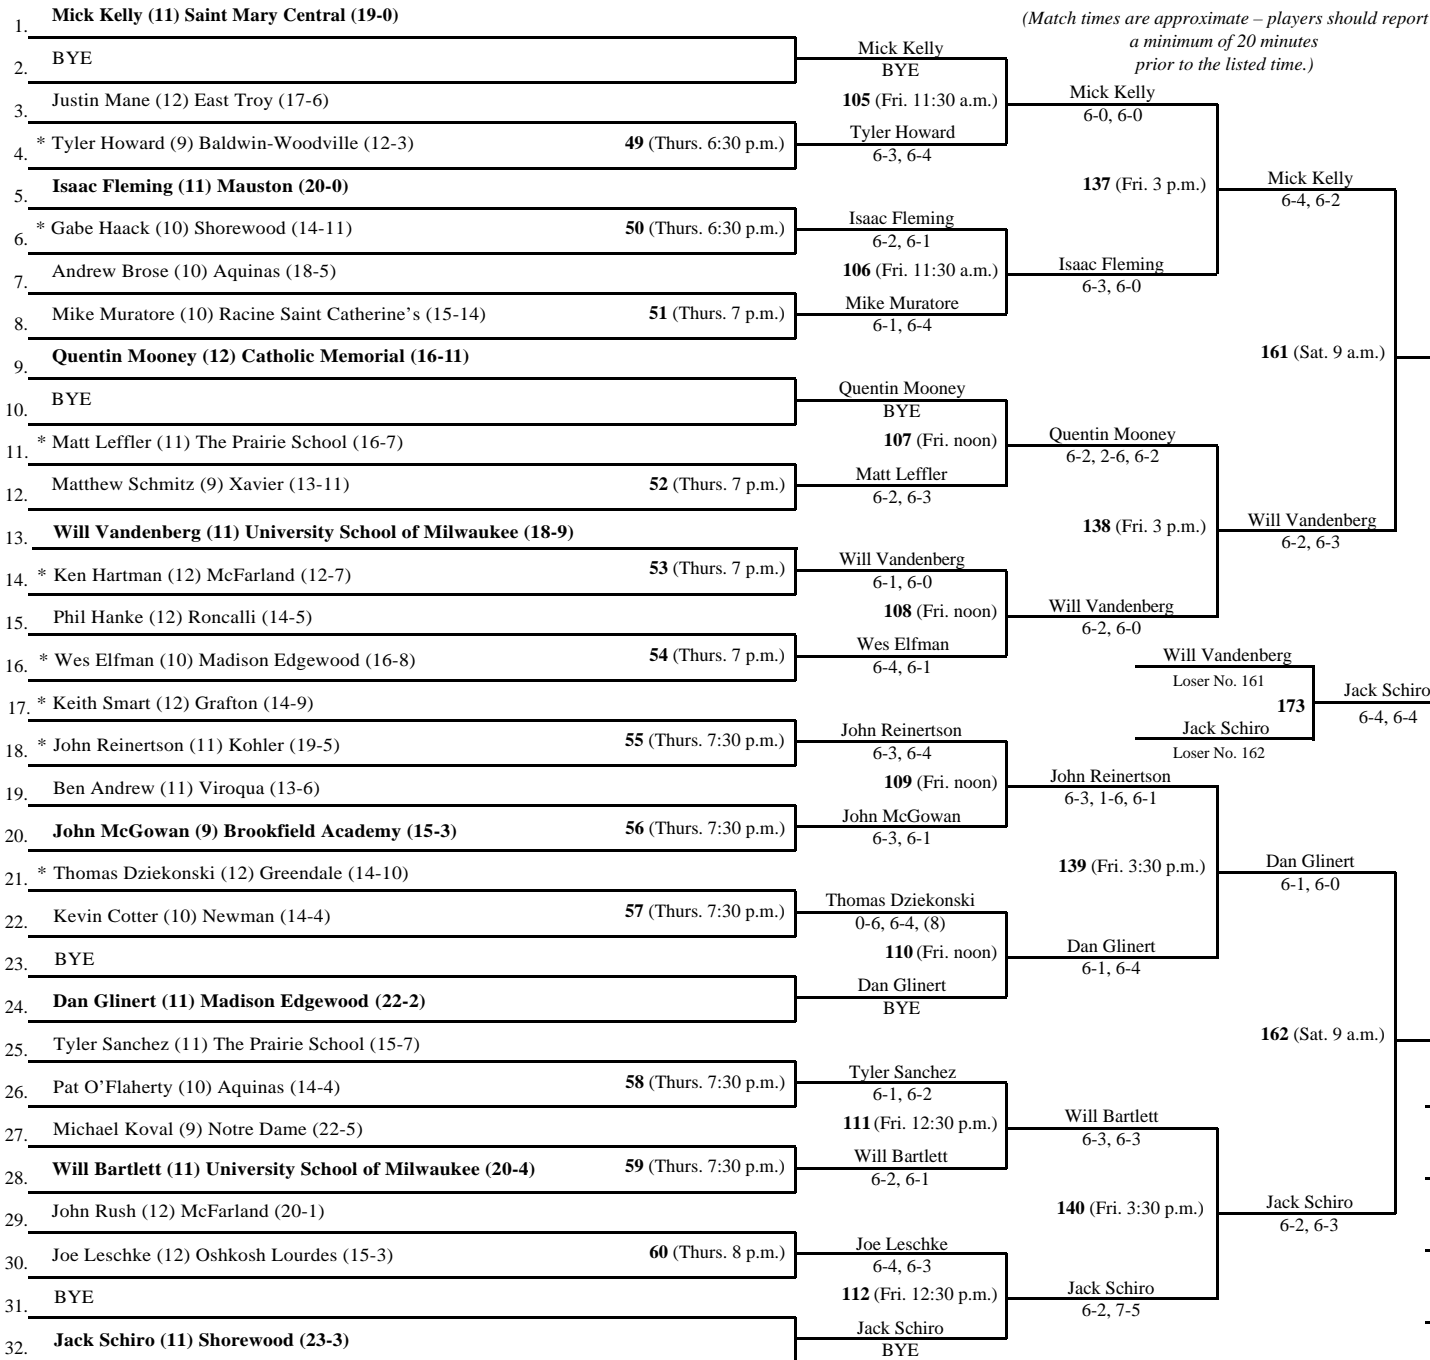 (Match times are approximate – players should report
a minimum of 20 minutes
prior to the listed time.)
1. Mick Kelly (11) Saint Mary Central (19-0)
2. BYE
3. Justin Mane (12) East Troy (17-6)
4. * Tyler Howard (9) Baldwin-Woodville (12-3) 49 (Thurs. 6:30 p.m.)
5. Isaac Fleming (11) Mauston (20-0)
6. * Gabe Haack (10) Shorewood (14-11) 50 (Thurs. 6:30 p.m.)
7. Andrew Brose (10) Aquinas (18-5)
8. Mike Muratore (10) Racine Saint Catherine's (15-14) 51 (Thurs. 7 p.m.)
9. Quentin Mooney (12) Catholic Memorial (16-11)
10. BYE
11. * Matt Leffler (11) The Prairie School (16-7)
12. Matthew Schmitz (9) Xavier (13-11) 52 (Thurs. 7 p.m.)
13. Will Vandenberg (11) University School of Milwaukee (18-9)
14. * Ken Hartman (12) McFarland (12-7) 53 (Thurs. 7 p.m.)
15. Phil Hanke (12) Roncalli (14-5)
16. * Wes Elfman (10) Madison Edgewood (16-8) 54 (Thurs. 7 p.m.)
17. * Keith Smart (12) Grafton (14-9)
18. * John Reinertson (11) Kohler (19-5) 55 (Thurs. 7:30 p.m.)
19. Ben Andrew (11) Viroqua (13-6)
20. John McGowan (9) Brookfield Academy (15-3) 56 (Thurs. 7:30 p.m.)
21. * Thomas Dziekonski (12) Greendale (14-10)
22. Kevin Cotter (10) Newman (14-4) 57 (Thurs. 7:30 p.m.)
23. BYE
24. Dan Glinert (11) Madison Edgewood (22-2)
25. Tyler Sanchez (11) The Prairie School (15-7)
26. Pat O'Flaherty (10) Aquinas (14-4) 58 (Thurs. 7:30 p.m.)
27. Michael Koval (9) Notre Dame (22-5)
28. Will Bartlett (11) University School of Milwaukee (20-4) 59 (Thurs. 7:30 p.m.)
29. John Rush (12) McFarland (20-1)
30. Joe Leschke (12) Oshkosh Lourdes (15-3) 60 (Thurs. 8 p.m.)
31. BYE
32. Jack Schiro (11) Shorewood (23-3)
Mick Kelly
BYE
105 (Fri. 11:30 a.m.)
Tyler Howard
6-3, 6-4
Isaac Fleming
6-2, 6-1
106 (Fri. 11:30 a.m.)
Mike Muratore
6-1, 6-4
Quentin Mooney
BYE
107 (Fri. noon)
Matt Leffler
6-2, 6-3
Will Vandenberg
6-1, 6-0
108 (Fri. noon)
Wes Elfman
6-4, 6-1
John Reinertson
6-3, 6-4
109 (Fri. noon)
John McGowan
6-3, 6-1
Thomas Dziekonski
0-6, 6-4, (8)
110 (Fri. noon)
Dan Glinert
BYE
Tyler Sanchez
6-1, 6-2
111 (Fri. 12:30 p.m.)
Will Bartlett
6-2, 6-1
Joe Leschke
6-4, 6-3
112 (Fri. 12:30 p.m.)
Jack Schiro
BYE
Mick Kelly
6-0, 6-0
137 (Fri. 3 p.m.)
Isaac Fleming
6-3, 6-0
Quentin Mooney
6-2, 2-6, 6-2
138 (Fri. 3 p.m.)
Will Vandenberg
6-2, 6-0
John Reinertson
6-3, 1-6, 6-1
139 (Fri. 3:30 p.m.)
Dan Glinert
6-1, 6-4
Will Bartlett
6-3, 6-3
140 (Fri. 3:30 p.m.)
Jack Schiro
6-2, 7-5
Mick Kelly
6-4, 6-2
161 (Sat. 9 a.m.)
Will Vandenberg
6-2, 6-3
Will Vandenberg
Loser No. 161
173
Jack Schiro
Loser No. 162
Jack Schiro
6-4, 6-4
Dan Glinert
6-1, 6-0
162 (Sat. 9 a.m.)
Jack Schiro
6-2, 6-3